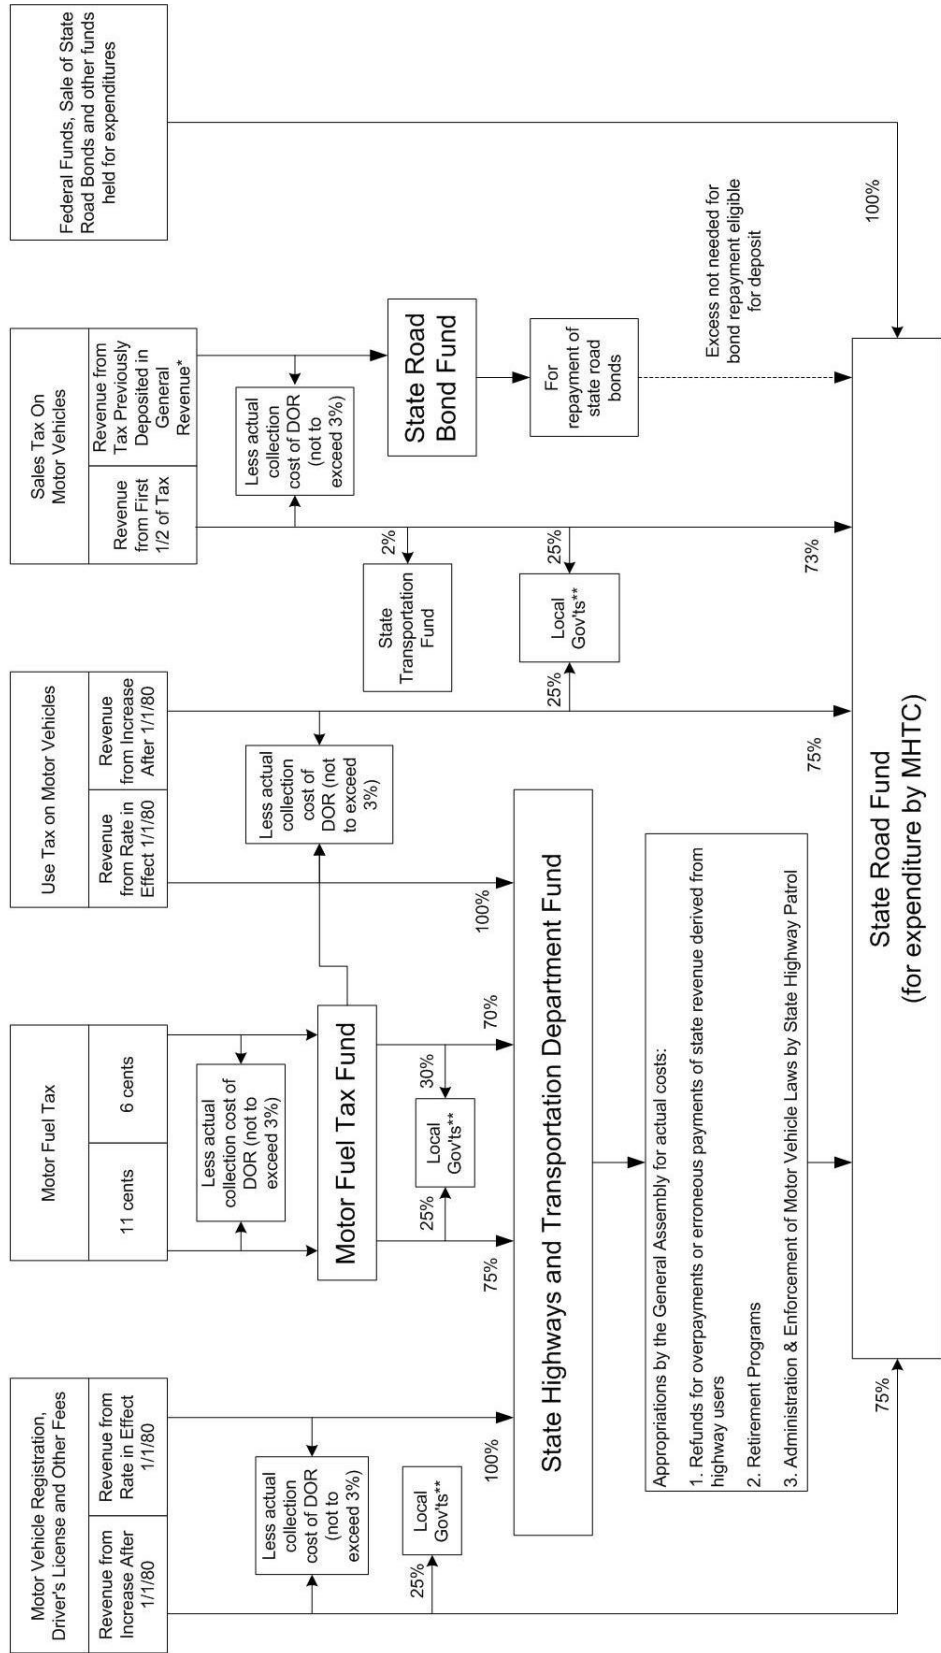 Motor Vehicle Registration,
Driver's License and Other Fees
Revenue from
Increase After
1/1/80
Revenue from
Rate in Effect
1/1/80
Less actual
collection
cost of DOR
(not to
exceed 3%)
Local
Gov'ts**
25%
100%
75%
Motor Fuel Tax
11 cents
6 cents
Less actual
collection cost of
DOR (not to
exceed 3%)
Motor Fuel Tax Fund
25%
Local
Gov'ts**
30%
75%
70%
Use Tax on Motor Vehicles
Revenue
from Rate in
Effect 1/1/80
Revenue
from Increase
After 1/1/80
Less actual
collection
cost of
DOR (not
to exceed
3%)
100%
75%
Sales Tax On
Motor Vehicles
Revenue
from First
1/2 of Tax
Revenue from
Tax Previously
Deposited in
General
Revenue*
Less actual
collection
cost of DOR
(not to
exceed 3%)
2%
State
Transportation
Fund
25%
Local
Gov'ts**
25%
73%
State Road
Bond Fund
For
repayment of
state road
bonds
Excess not needed for
bond repayment eligible
for deposit
Federal Funds, Sale of State
Road Bonds and other funds
held for expenditures
100%
State Highways and Transportation Department Fund
Appropriations by the General Assembly for actual costs:
1. Refunds for overpayments or erroneous payments of state revenue derived from
highway users
2. Retirement Programs
3. Administration & Enforcement of Motor Vehicle Laws by State Highway Patrol
State Road Fund
(for expenditure by MHTC)